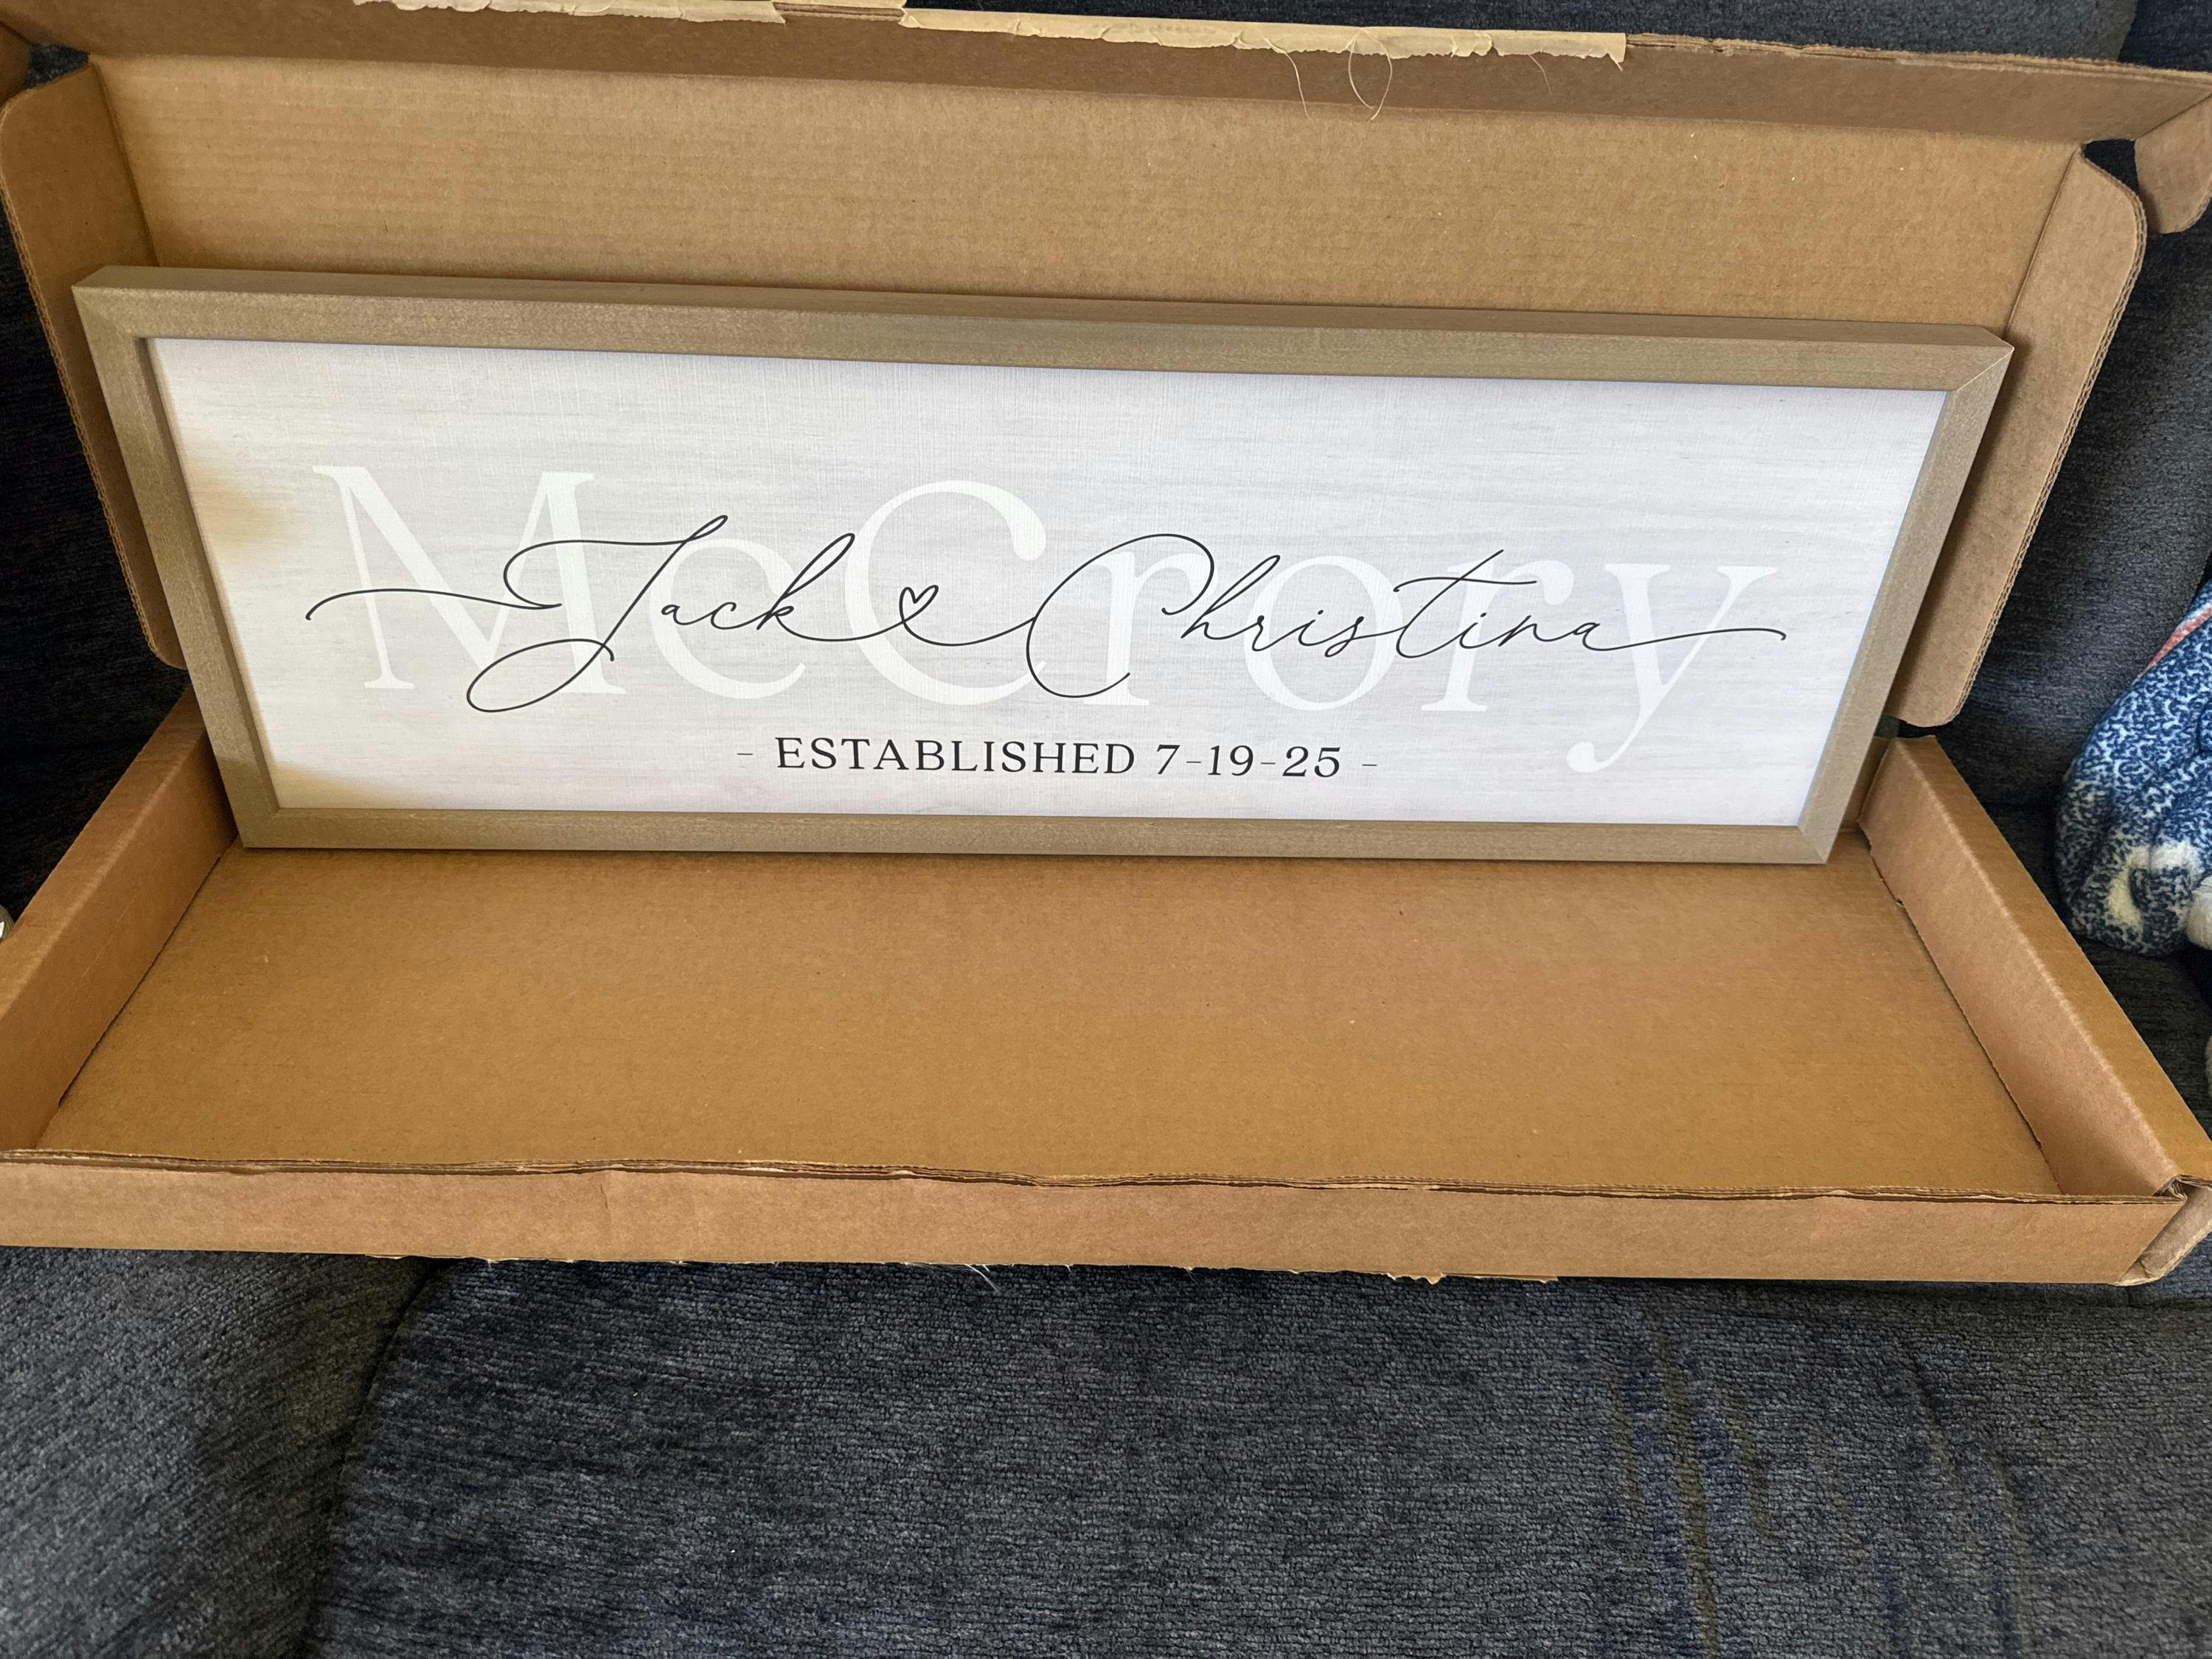 McCrory
Jack Christina
- ESTABLISHED 7-19-25 -